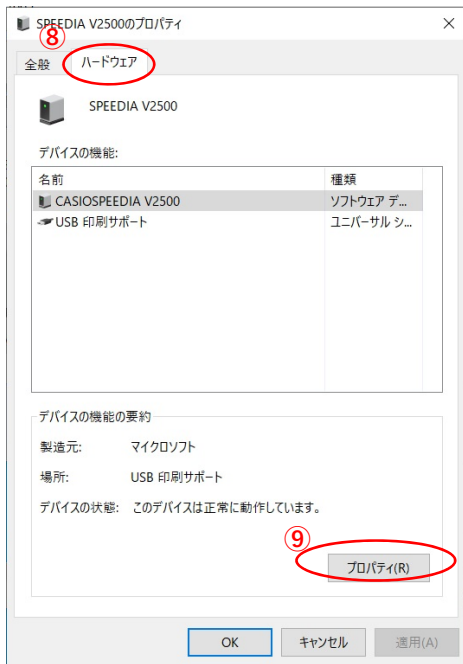 SPEEDIA V2500のプロパティ
⑧
全般 ハードウェア
SPEEDIA V2500
デバイスの機能:
名前 種類
CASIOSPEEDIA V2500 ソフトウェア デ...
USB 印刷サポート ユニバーサル シ...
デバイスの機能の要約
製造元: マイクロソフト
場所: USB 印刷サポート
デバイスの状態: このデバイスは正常に動作しています。
⑨
プロパティ(R)
OK キャンセル 適用(A)